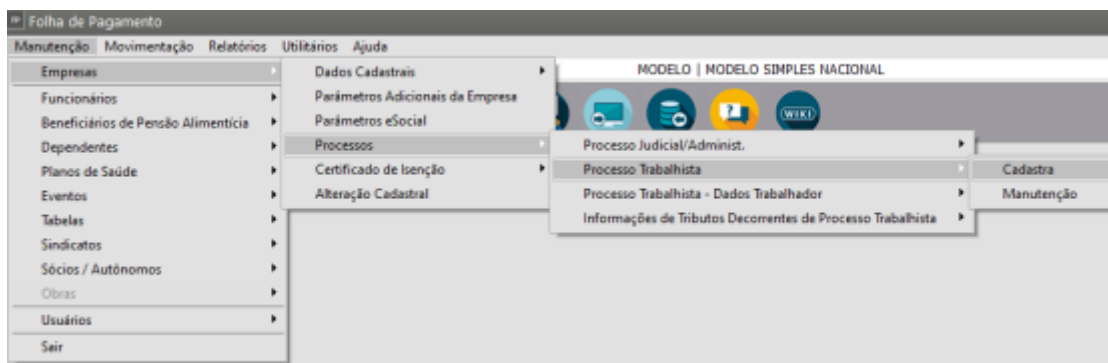 Folha de Pagamento
Manutenção Movimentação Relatórios Utilitários Ajuda
MODELO | MODELO SIMPLES NACIONAL
Empresas
Funcionários
Beneficiários de Pensão Alimentícia
Dependentes
Planos de Saúde
Eventos
Tabelas
Sindicatos
Sócios / Autônomos
Obras
Usuários
Sair
Dados Cadastrais
Parâmetros Adicionais da Empresa
Parâmetros eSocial
Processos
Certificado de Isenção
Alteração Cadastral
WIKI
Processo Judicial/Administ.
Processo Trabalhista
Processo Trabalhista - Dados Trabalhador
Informações de Tributos Decorrentes de Processo Trabalhista
Cadastra
Manutenção